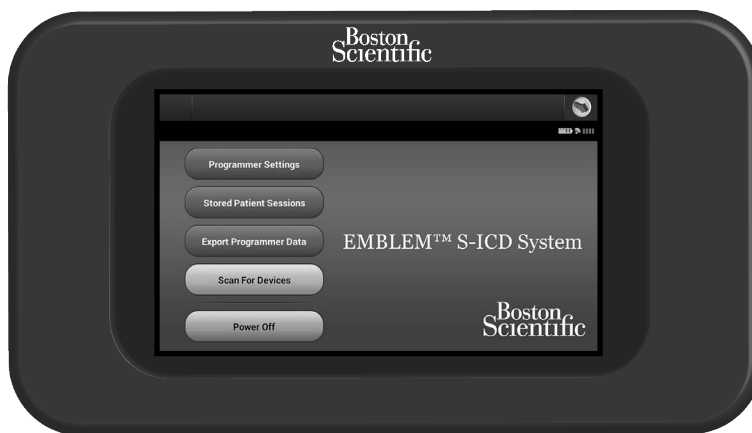 Boston
Scientific
Programmer Settings
Stored Patient Sessions
Export Programmer Data
EMBLEM™ S-ICD System
Scan For Devices
Power Off
Boston
Scientific